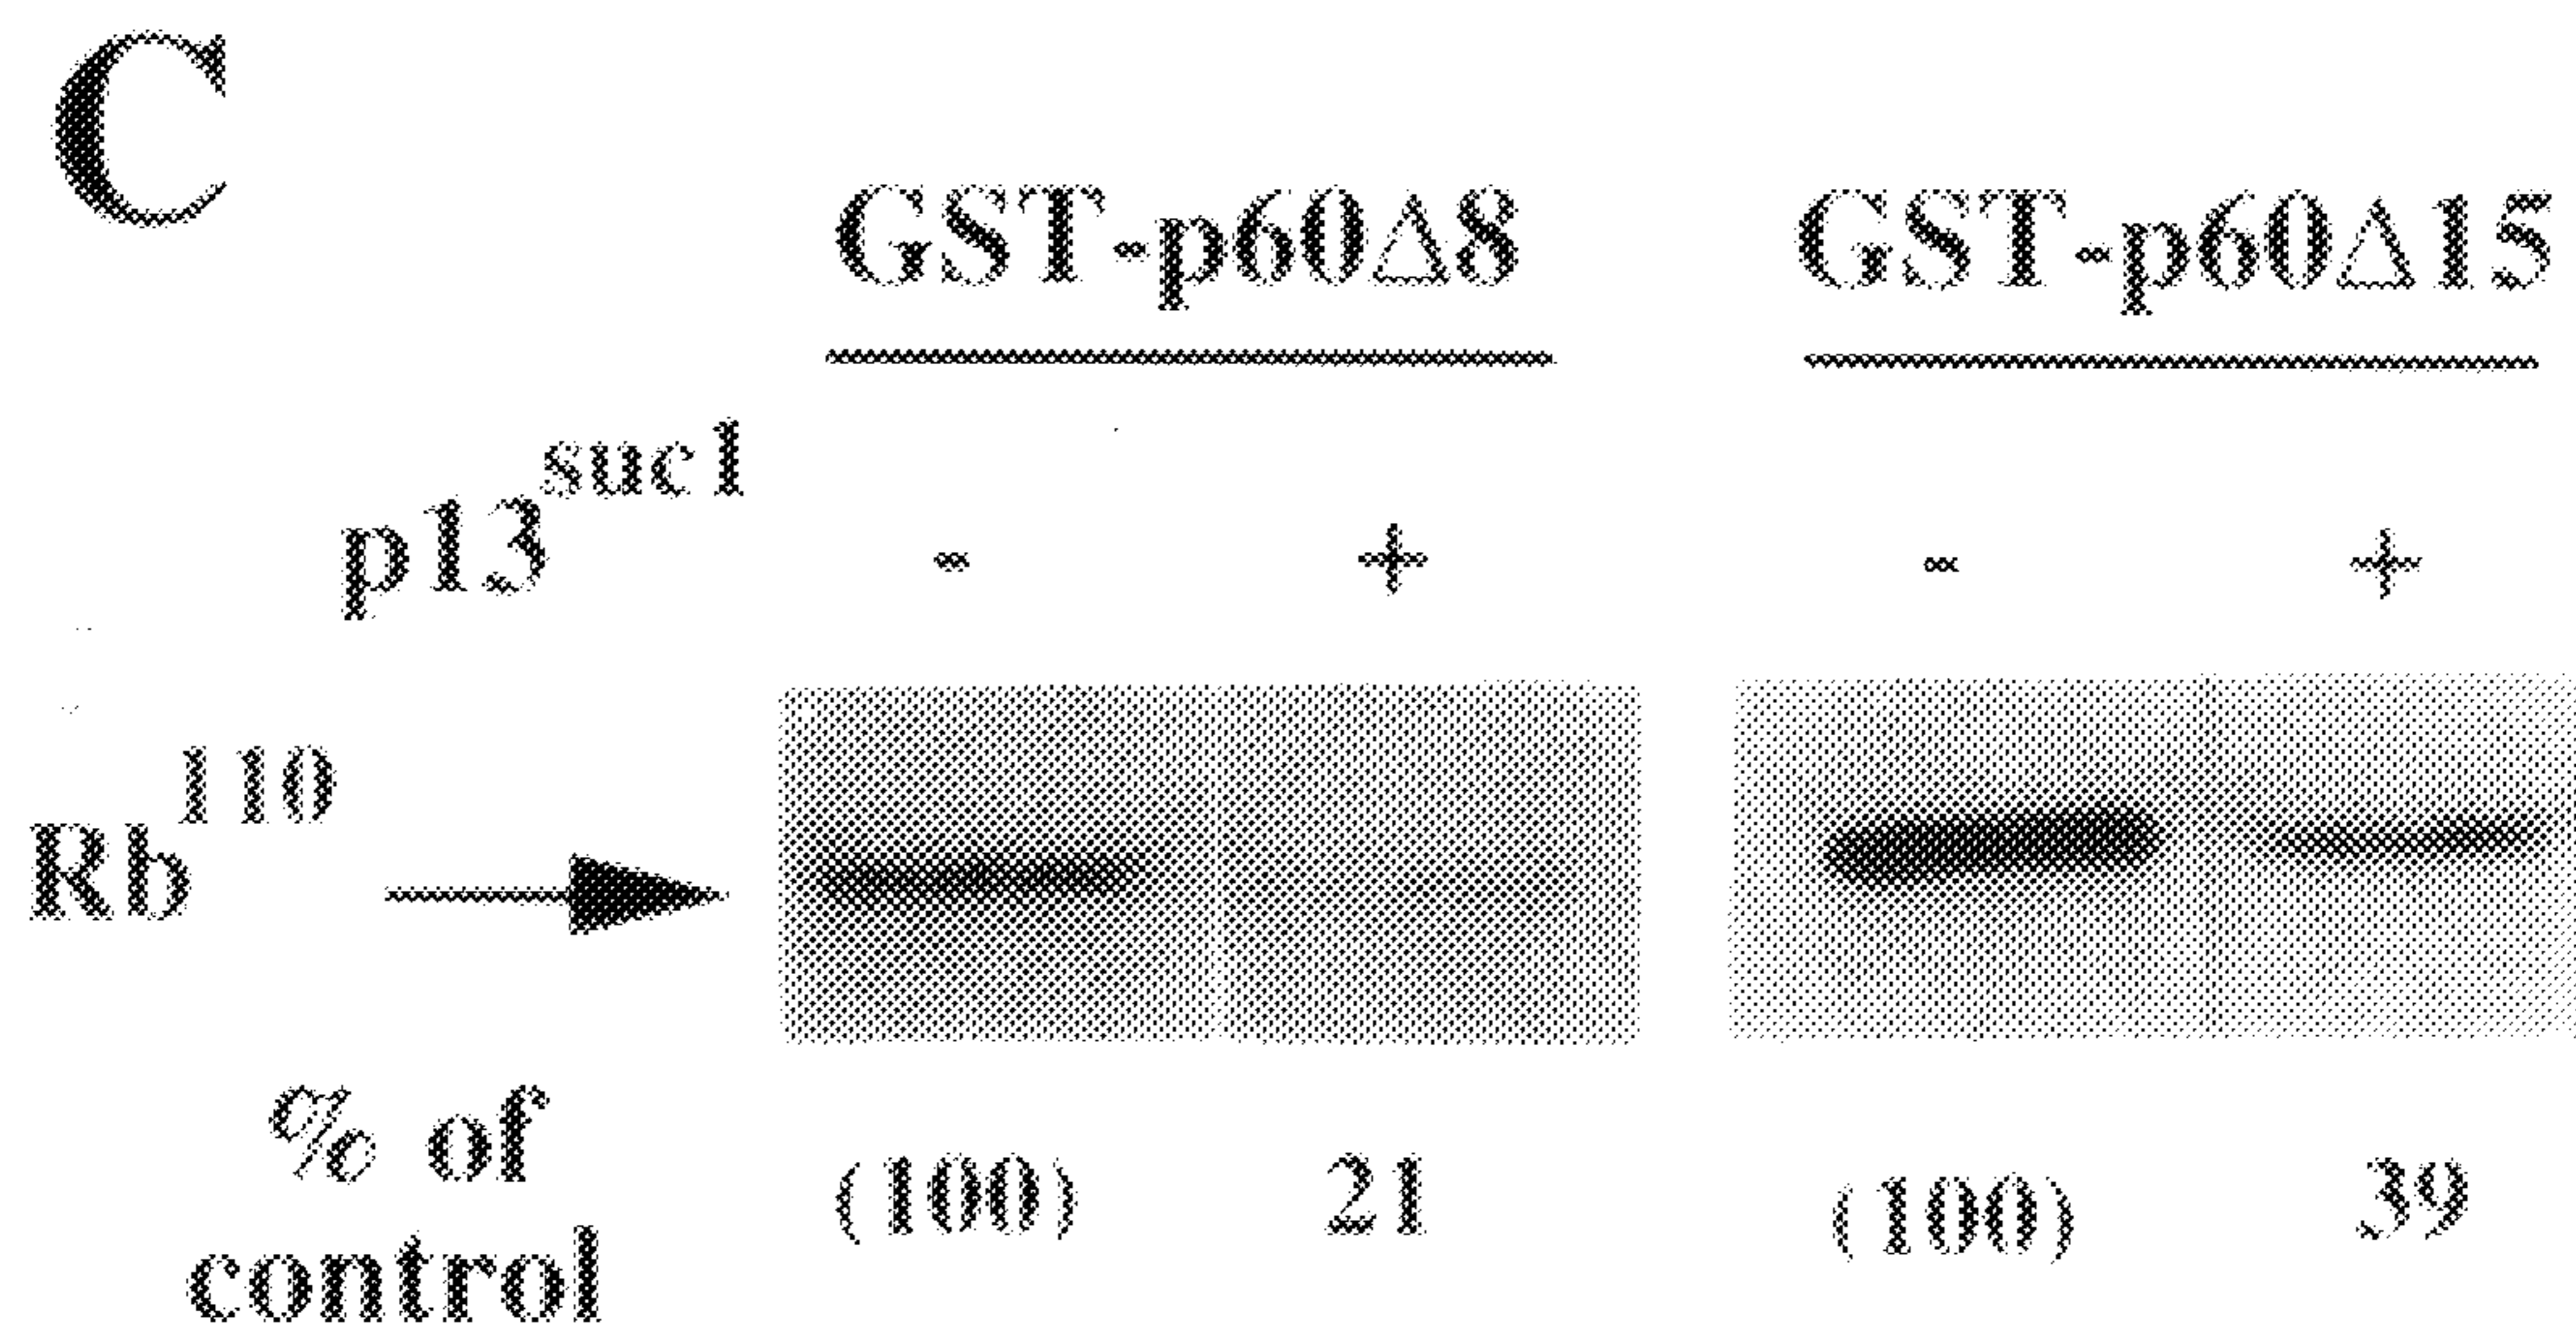 C
GST-p60Δ8 GST-p60Δ15
p13suc1 - + - +
Rb110
% of control (100) 21 (100) 39